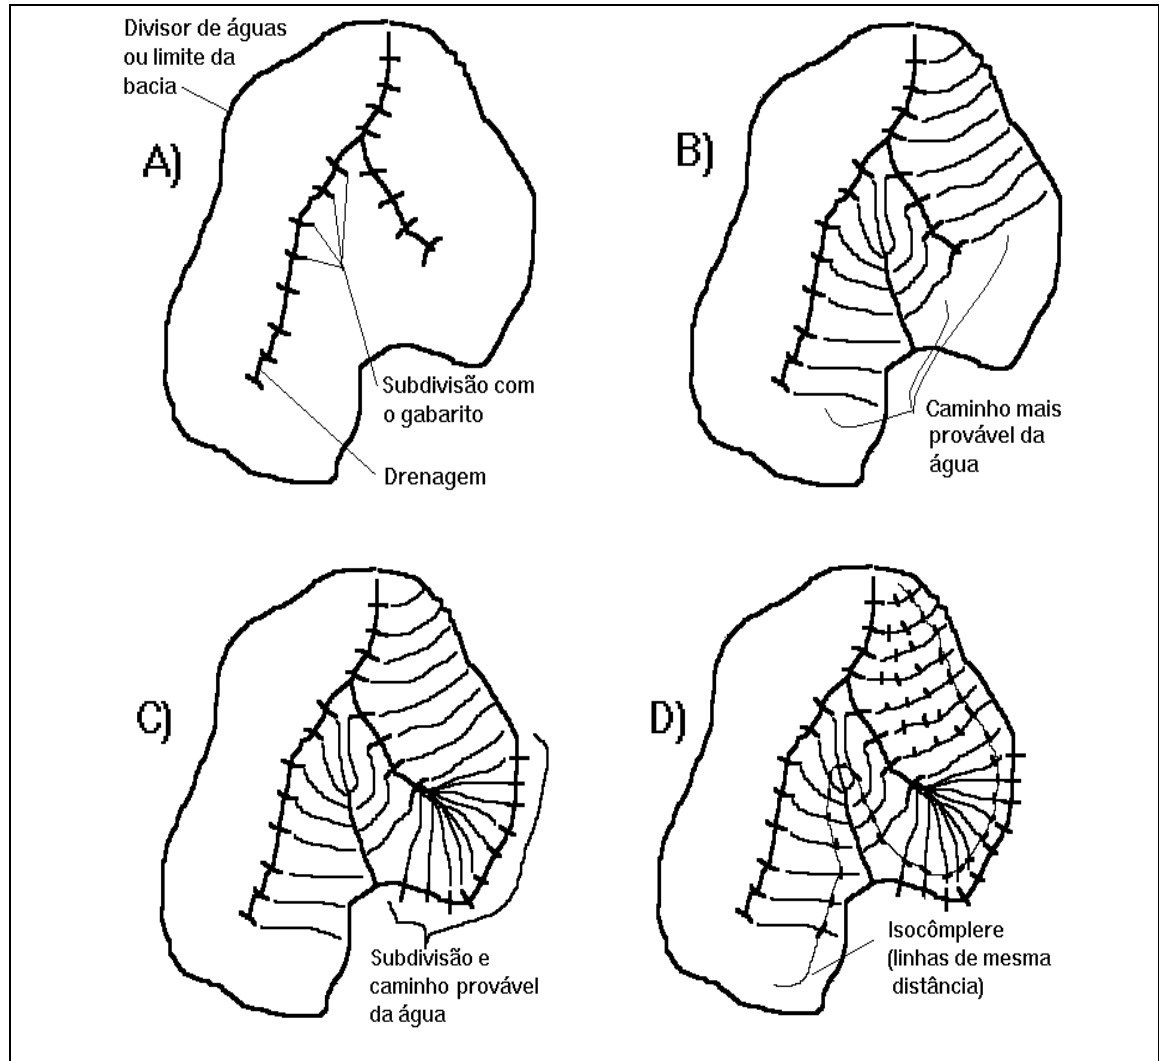 Divisor de águas
ou limite da
bacia
A)
Subdivisão com
o gabarito
Drenagem
B)
Caminho mais
provável da
água
C)
Subdivisão e
caminho provável
da água
D)
Isocômplere
(linhas de mesma
distância)